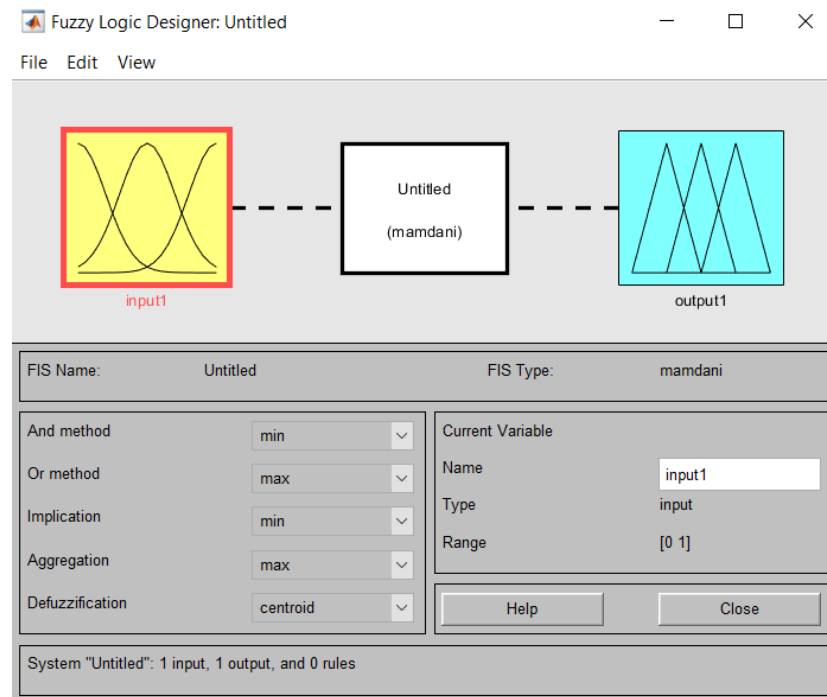 Fuzzy Logic Designer: Untitled
File Edit View
Untitled
(mamdani)
input1
output1
FIS Name: Untitled FIS Type: mamdani
And method min
Or method max
Implication min
Aggregation max
Defuzzification centroid
Current Variable
Name input1
Type input
Range [0 1]
Help Close
System "Untitled": 1 input, 1 output, and 0 rules